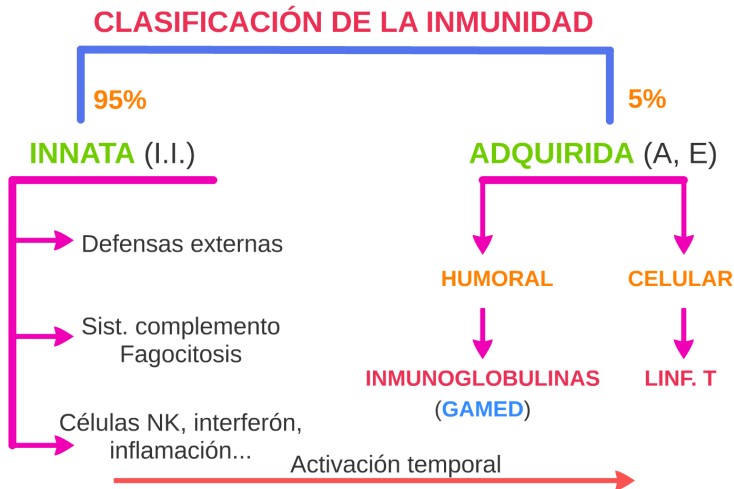 CLASIFICACIÓN DE LA INMUNIDAD
95%
5%
INNATA (I.I.)
ADQUIRIDA (A, E)
Defensas externas
HUMORAL
CELULAR
Sist. complemento
Fagocitosis
INMUNOGLOBULINAS
(GAMED)
LINF. T
Células NK, interferón,
inflamación...
Activación temporal